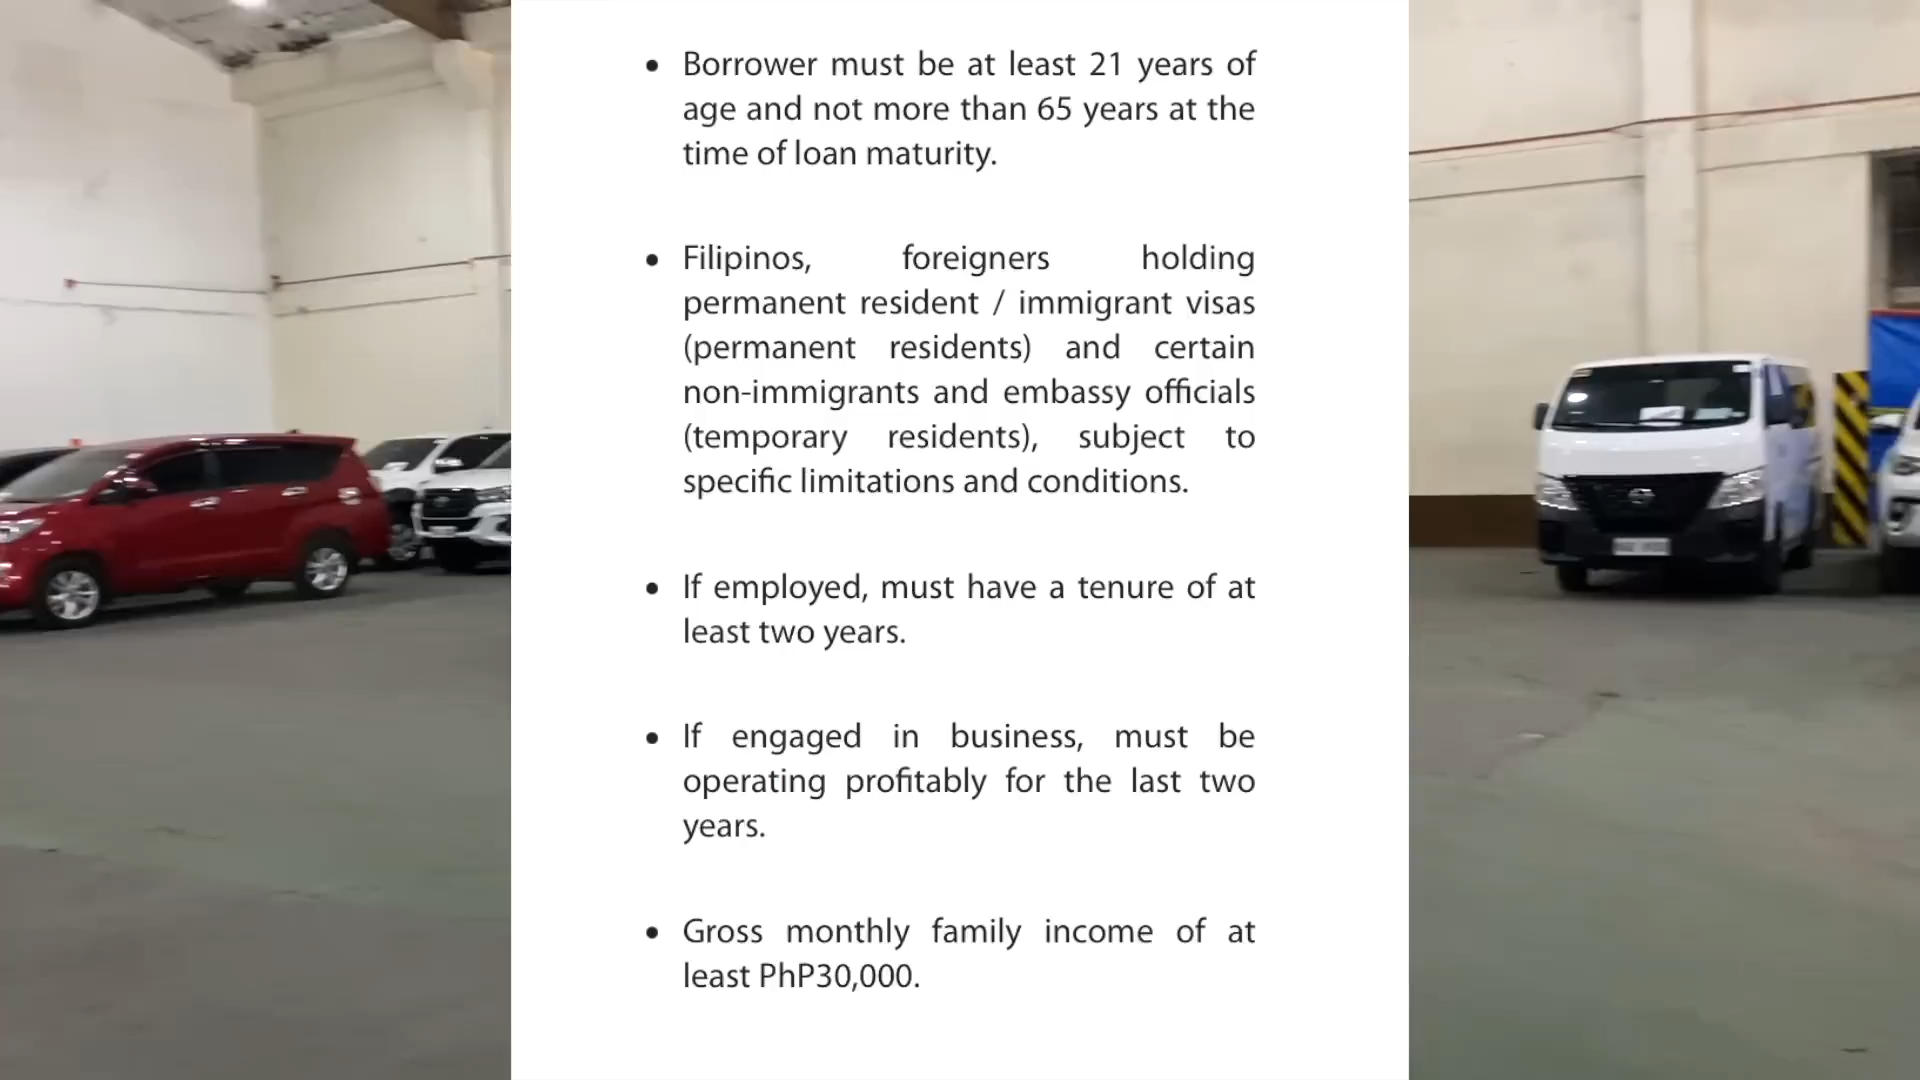 • Borrower must be at least 21 years of
age and not more than 65 years at the
time of loan maturity.
• Filipinos, foreigners holding
permanent resident / immigrant visas
(permanent residents) and certain
non-immigrants and embassy officials
(temporary residents), subject to
specific limitations and conditions.
• If employed, must have a tenure of at
least two years.
• If engaged in business, must be
operating profitably for the last two
years.
• Gross monthly family income of at
least PhP30,000.